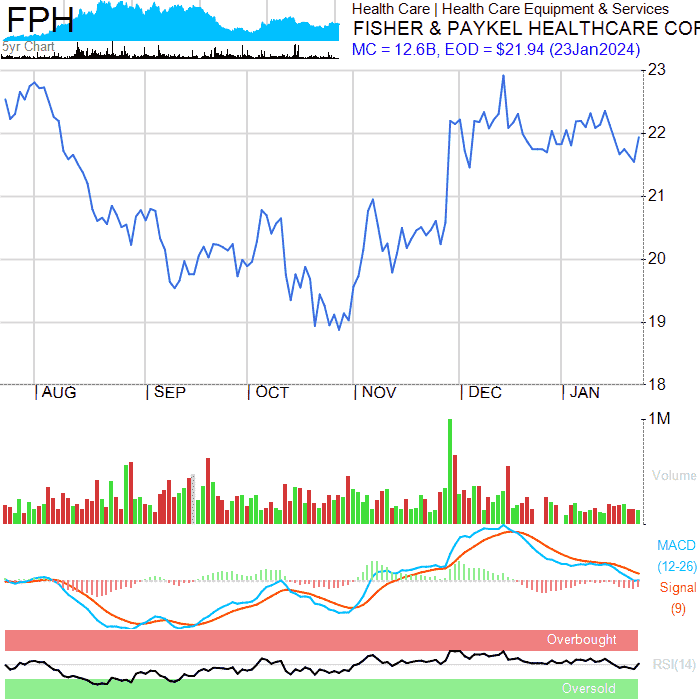 FPH
5yr Chart
Health Care | Health Care Equipment & Services
FISHER & PAYKEL HEALTHCARE COR
MC = 12.6B, EOD = $21.94 (23Jan2024)
23
22
21
20
19
18
AUG
SEP
OCT
NOV
DEC
JAN
1M
Volume
MACD
(12-26)
Signal
(9)
Overbought
RSI(14)
Oversold